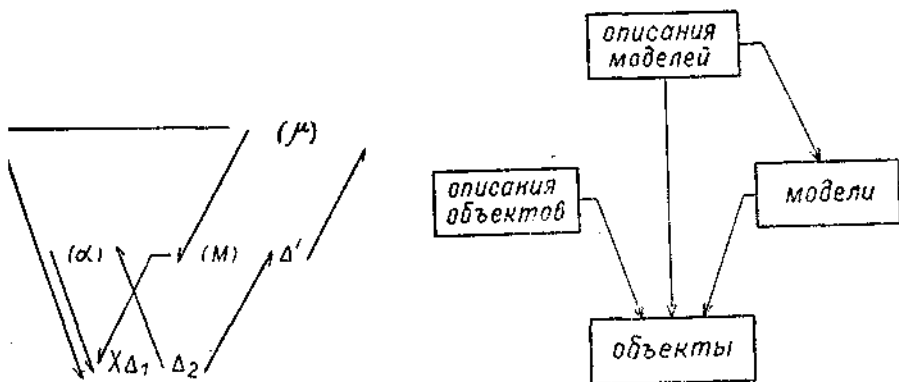 (μ)
(α) (M) Δ'
XΔ₁ Δ₂
описания
моделей
описания
объектов
модели
объекты